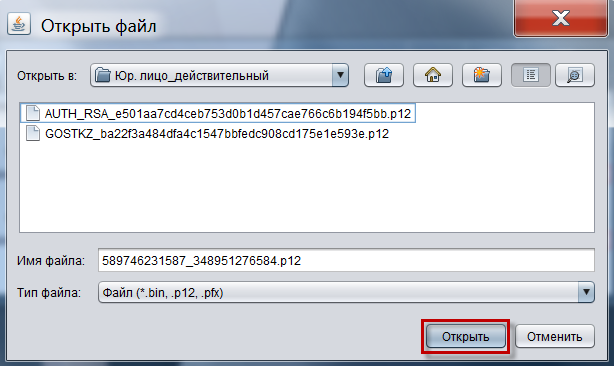 Открыть файл
Открыть в: Юр. лицо_действительный
AUTH_RSA_e501aa7cd4ceb753d0b1d457cae766c6b194f5bb.p12
GOSTKZ_ba22f3a484dfa4c1547bbfedc908cd175e1e593e.p12
Имя файла: 589746231587_348951276584.p12
Тип файла: Файл (*.bin, .p12, .pfx)
Открыть Отменить